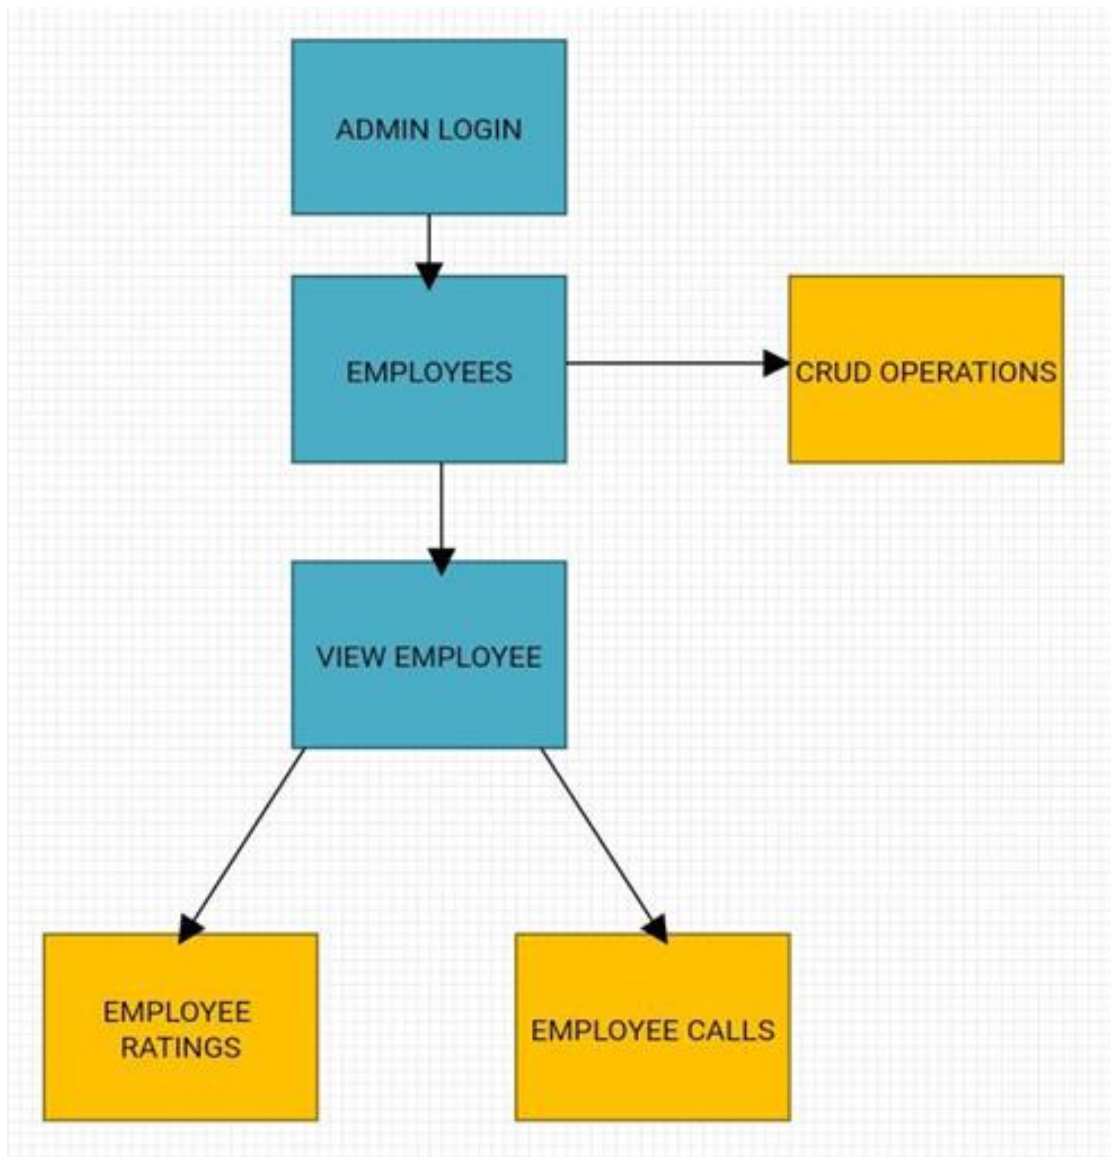 ADMIN LOGIN
EMPLOYEES
CRUD OPERATIONS
VIEW EMPLOYEE
EMPLOYEE
RATINGS
EMPLOYEE CALLS